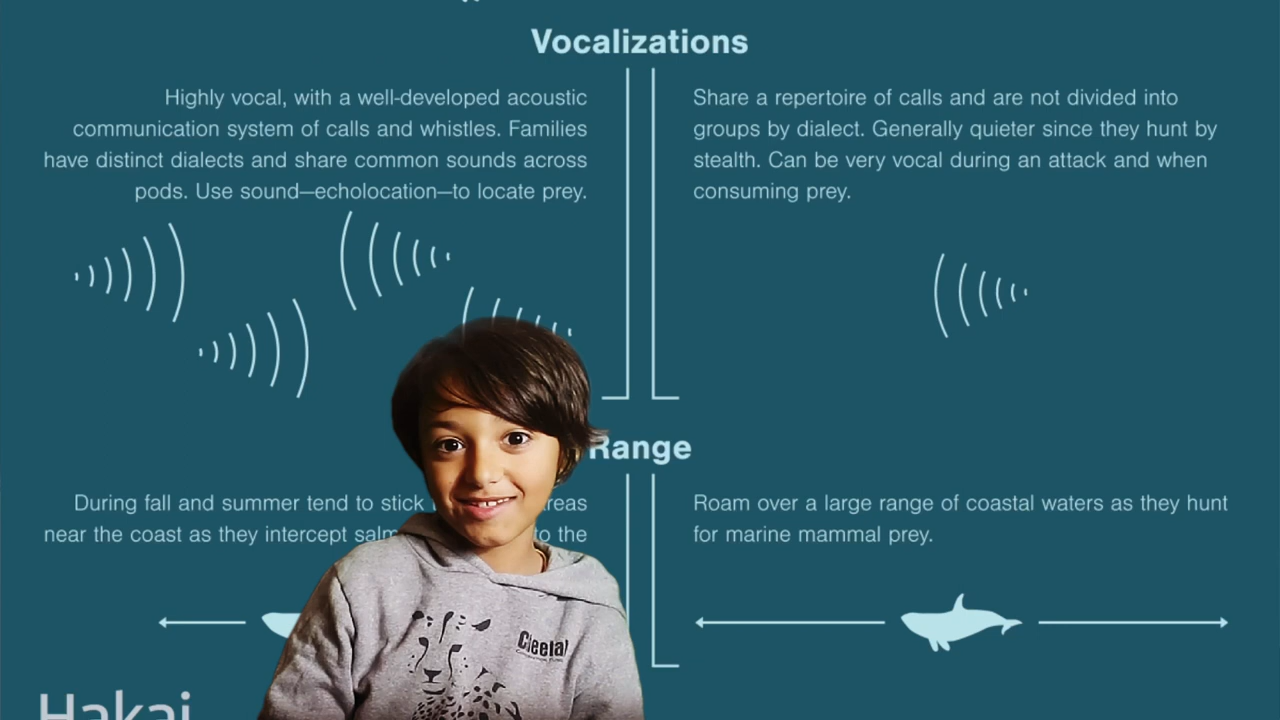 Vocalizations
Highly vocal, with a well-developed acoustic
communication system of calls and whistles. Families
have distinct dialects and share common sounds across
pods. Use sound—echolocation—to locate prey.
Share a repertoire of calls and are not divided into
groups by dialect. Generally quieter since they hunt by
stealth. Can be very vocal during an attack and when
consuming prey.
Range
During fall and summer tend to stick
near the coast as they intercept to the
Roam over a large range of coastal waters as they hunt
for marine mammal prey.
Hakai